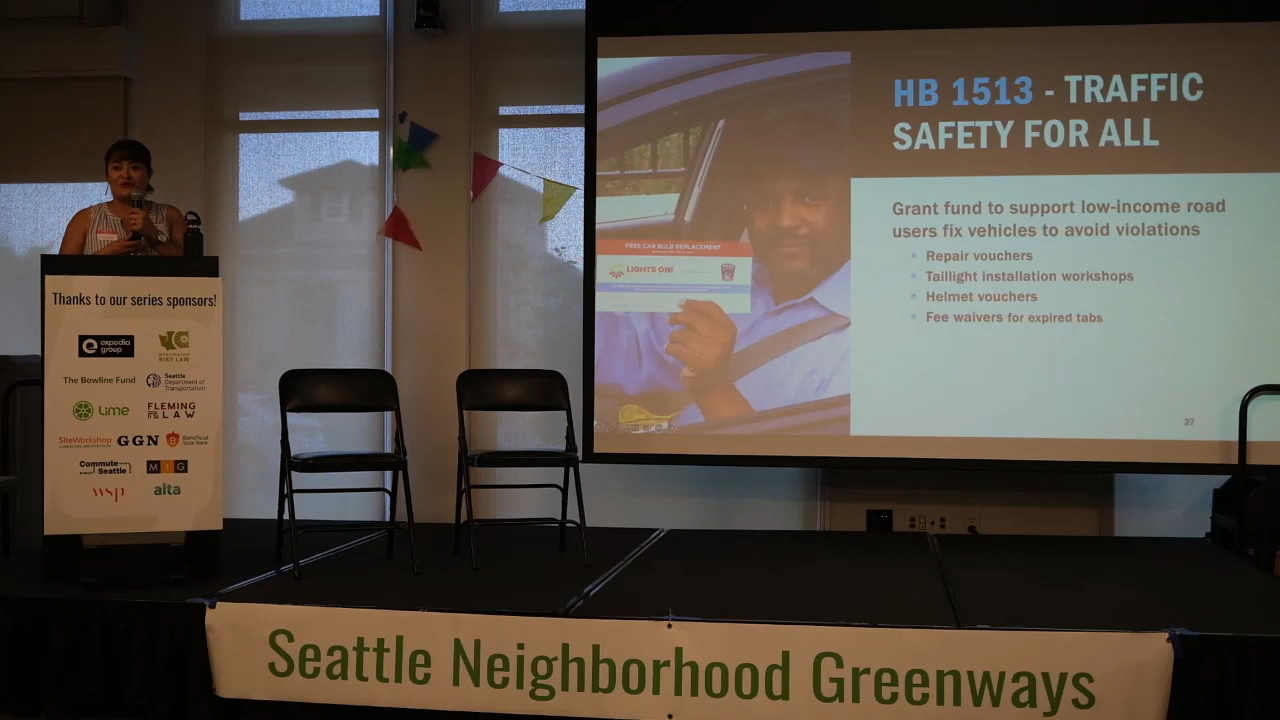 HB 1513 - TRAFFIC
SAFETY FOR ALL
Grant fund to support low-income road
users fix vehicles to avoid violations
Repair vouchers
Taillight installation workshops
Helmet vouchers
Fee waivers for expired tabs
27
FREE CAR BULB REPLACEMENT
LIGHTS ON!
Thanks to our series sponsors!
expedia
group
WASHINGTON
BIKE LAW
The Bowline Fund
Seattle
Department of
Transportation
Lime
FLEMING
LAW
SiteWorkshop
GGN
Beneficial
State Bank
Commute
Seattle
MIG
wsp
alta
Seattle Neighborhood Greenways